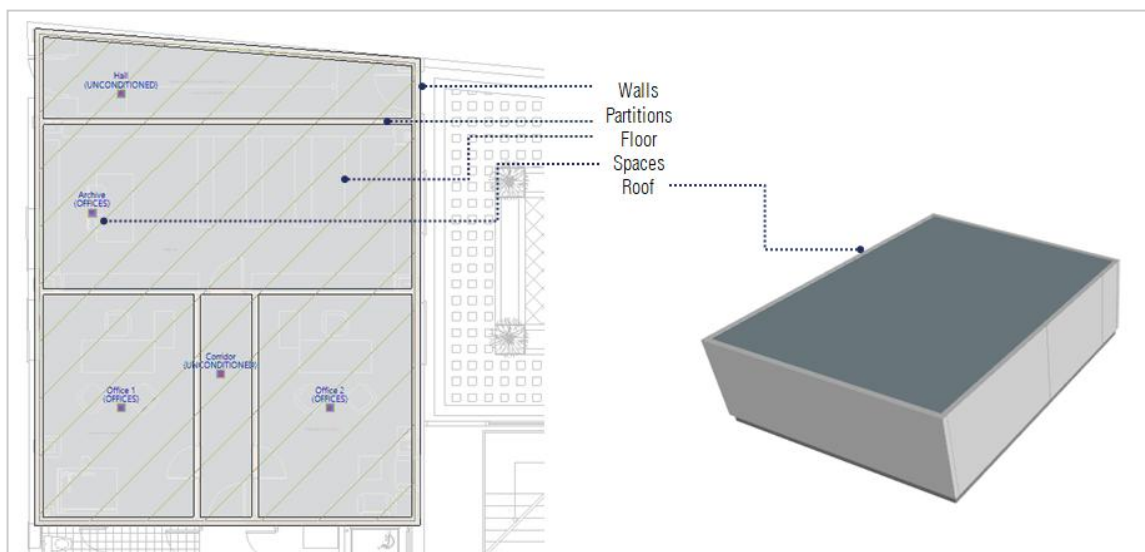 Hall
(UNCONDITIONED)
Walls
Partitions
Floor
Spaces
Roof
Archive
(OFFICES)
Corridor
(UNCONDITIONED)
Office 1
(OFFICES)
Office 2
(OFFICES)